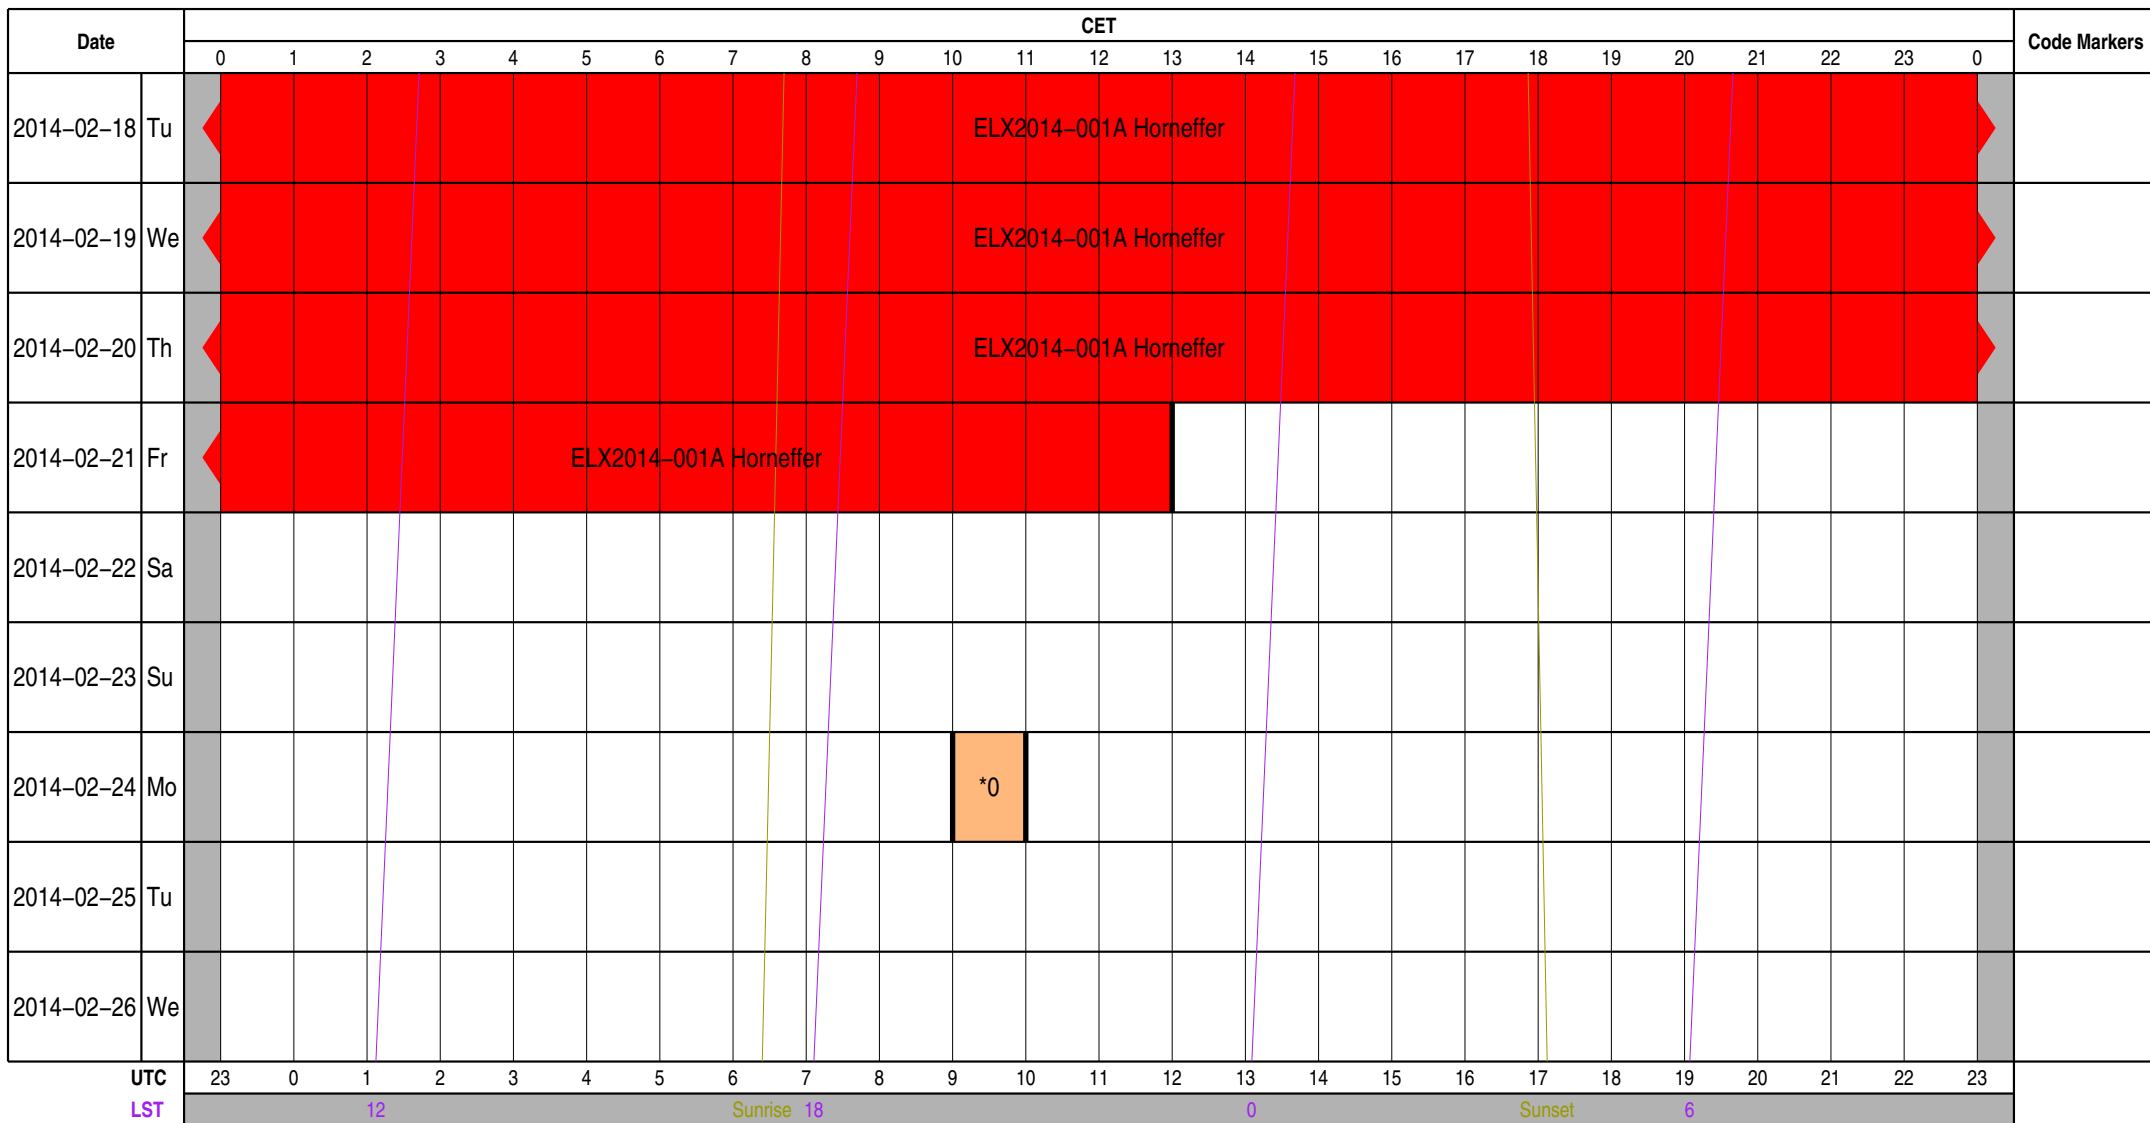 CET
Date
Code Markers
0 1 2 3 4 5 6 7 8 9 10 11 12 13 14 15 16 17 18 19 20 21 22 23 0
2014−02−18 Tu ELX2014−001A Horneffer
2014−02−19 We ELX2014−001A Horneffer
2014−02−20 Th ELX2014−001A Horneffer
2014−02−21 Fr ELX2014−001A Horneffer
2014−02−22 Sa
2014−02−23 Su
2014−02−24 Mo *0
2014−02−25 Tu
2014−02−26 We
UTC 23 0 1 2 3 4 5 6 7 8 9 10 11 12 13 14 15 16 17 18 19 20 21 22 23
LST 12 Sunrise 18 0 Sunset 6